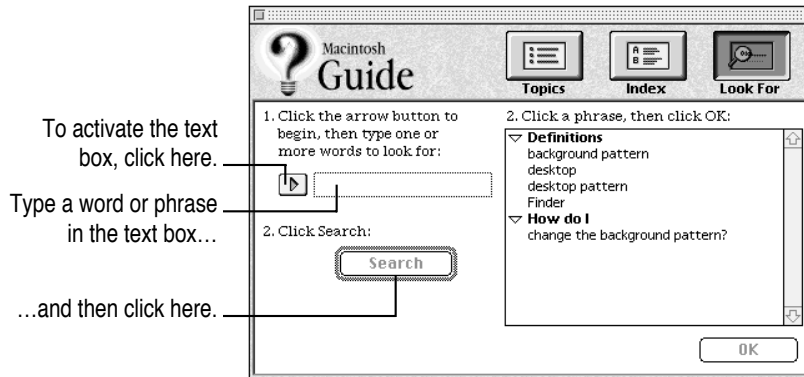 Macintosh
Guide
Topics
Index
Look For
To activate the text
box, click here.
Type a word or phrase
in the text box…
…and then click here.
1. Click the arrow button to
begin, then type one or
more words to look for:
2. Click Search:
Search
2. Click a phrase, then click OK:
Definitions
background pattern
desktop
desktop pattern
Finder
How do I
change the background pattern?
OK